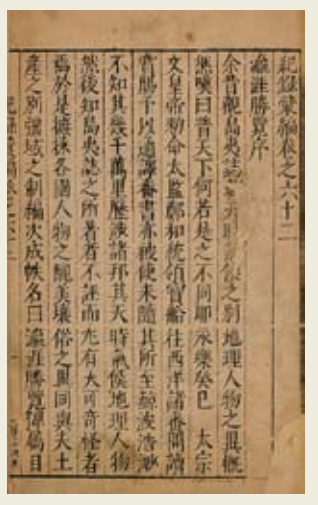 紀錄彙編卷之六十二
瀛涯勝覽序
余昔觀島夷誌載天時氣候之別地理人物之異慨
然歎曰普天下何若是之不同耶永樂癸巳　太宗
文皇帝勅命太監鄭和統領寶船往西洋諸番開讀
賞賜予以通譯番書亦被使末隨其所至鯨波浩渺
不知其幾千萬里歷涉諸邦其天時氣候地理人物
然後知島夷誌之所著者不誣而尤有大可奇怪者
焉於是摭採各國人物之醜美壤俗之異同與夫土
產之別疆域之制編次成帙名曰瀛涯勝覽俾屬目